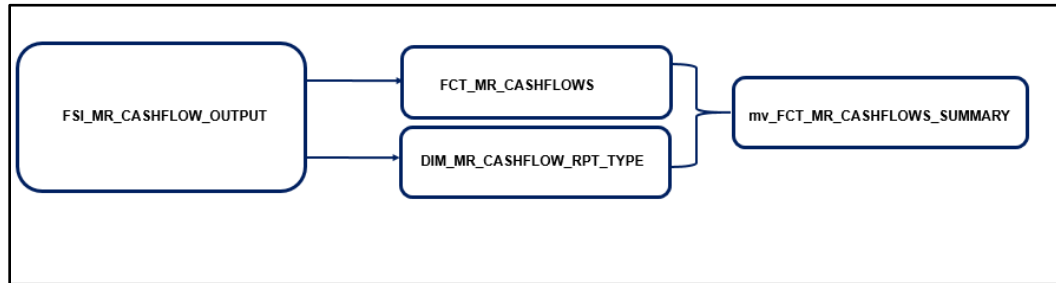 FSI_MR_CASHFLOW_OUTPUT
FCT_MR_CASHFLOWS
DIM_MR_CASHFLOW_RPT_TYPE
mv_FCT_MR_CASHFLOWS_SUMMARY